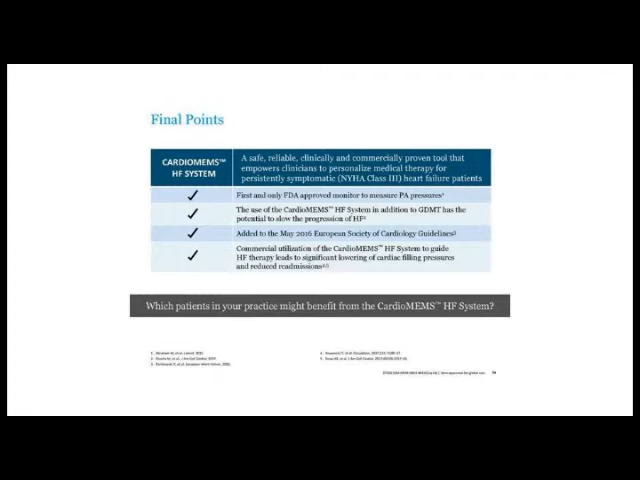 Final Points
CARDIOMEMS™
HF SYSTEM
A safe, reliable, clinically and commercially proven tool that
empowers clinicians to personalize medical therapy for
persistently symptomatic (NYHA Class III) heart failure patients
✓ First and only FDA approved monitor to measure PA pressures¹
✓ The use of the CardioMEMS™ HF System in addition to GDMT has the
potential to slow the progression of HF²
✓ Added to the May 2016 European Society of Cardiology Guidelines³
✓ Commercial utilization of the CardioMEMS™ HF System to guide
HF therapy leads to significant lowering of cardiac filling pressures
and reduced readmissions⁴,⁵
Which patients in your practice might benefit from the CardioMEMS™ HF System?